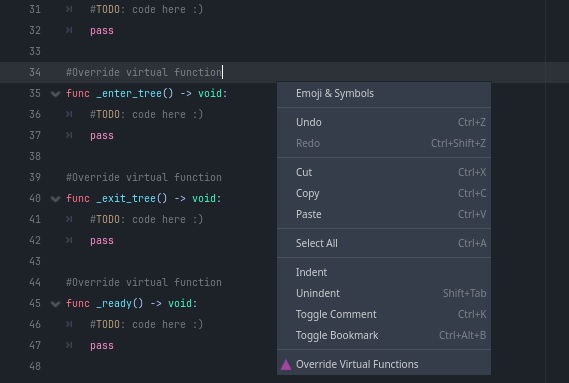 31 #TODO: code here :)
32 pass
33
34 #Override virtual function
35 func _enter_tree() -> void:
36 #TODO: code here :)
37 pass
38
39 #Override virtual function
40 func _exit_tree() -> void:
41 #TODO: code here :)
42 pass
43
44 #Override virtual function
45 func _ready() -> void:
46 #TODO: code here :)
47 pass
48
Emoji & Symbols
Undo Ctrl+Z
Redo Ctrl+Shift+Z
Cut Ctrl+X
Copy Ctrl+C
Paste Ctrl+V
Select All Ctrl+A
Indent
Unindent Shift+Tab
Toggle Comment Ctrl+K
Toggle Bookmark Ctrl+Alt+B
Override Virtual Functions